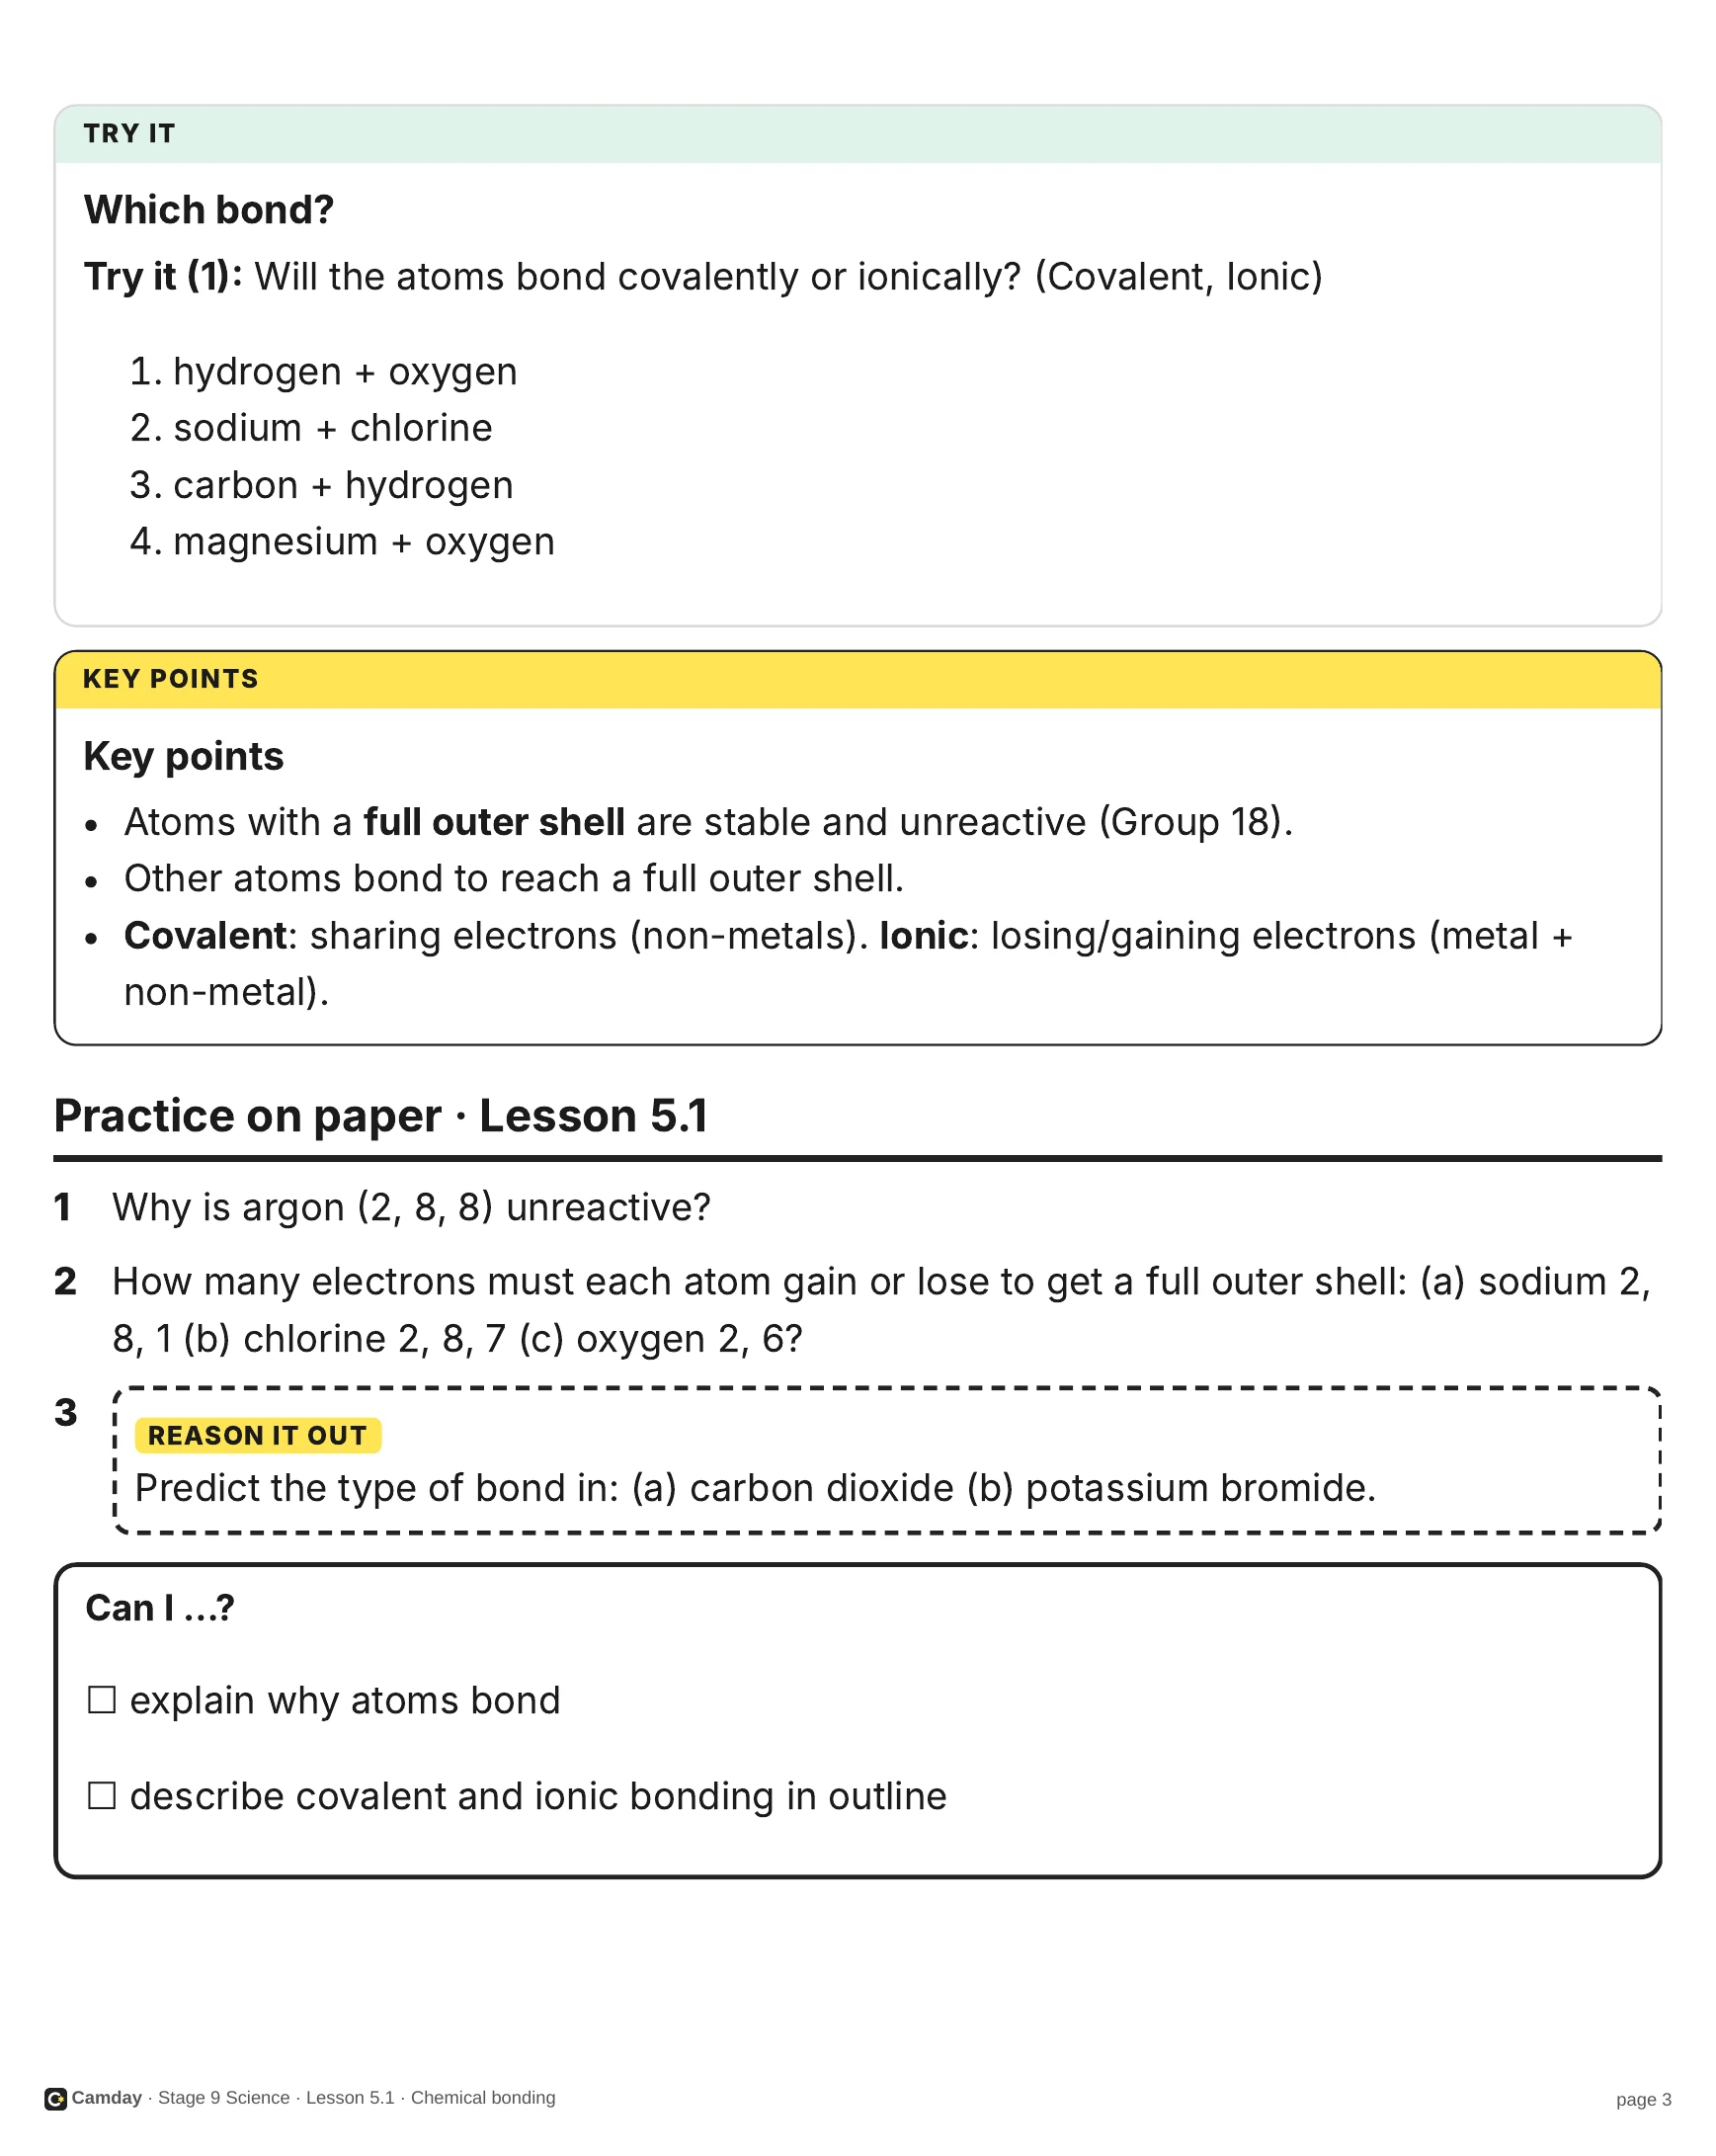 TRY IT
Which bond?
Try it (1): Will the atoms bond covalently or ionically? (Covalent, Ionic)
1. hydrogen + oxygen
2. sodium + chlorine
3. carbon + hydrogen
4. magnesium + oxygen
KEY POINTS
Key points
• Atoms with a full outer shell are stable and unreactive (Group 18).
• Other atoms bond to reach a full outer shell.
• Covalent: sharing electrons (non-metals). Ionic: losing/gaining electrons (metal +
non-metal).
Practice on paper · Lesson 5.1
1 Why is argon (2, 8, 8) unreactive?
2 How many electrons must each atom gain or lose to get a full outer shell: (a) sodium 2,
8, 1 (b) chlorine 2, 8, 7 (c) oxygen 2, 6?
3 REASON IT OUT
Predict the type of bond in: (a) carbon dioxide (b) potassium bromide.
Can I ...?
☐ explain why atoms bond
☐ describe covalent and ionic bonding in outline
Camday · Stage 9 Science · Lesson 5.1 · Chemical bonding page 3